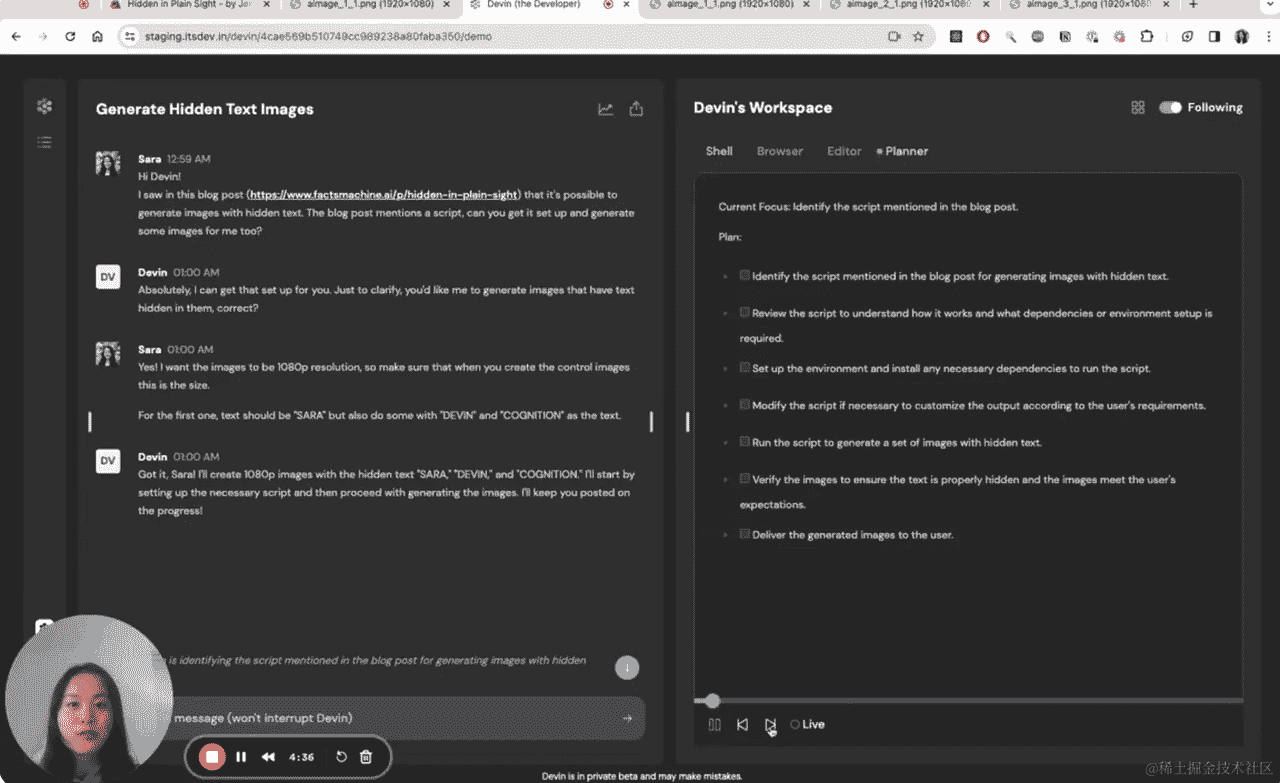 Hidden in Plain Sight - by Je
aimage_1_1.png (1920×1080)
Devin (the Developer)
aimage_1_1.png (1920×1080)
aimage_2_1.png (1920×108
aimage_3_1.png (1920×1080)
staging.itsdev.in/devin/4cae569b510749cc989238a80faba350/demo
Generate Hidden Text Images
Sara 12:59 AM
Hi Devin!
I saw in this blog post (https://www.factsmachine.ai/p/hidden-in-plain-sight) that it's possible to
generate images with hidden text. The blog post mentions a script, can you get it set up and generate
some images for me too?
DV
Devin 01:00 AM
Absolutely, I can get that set up for you. Just to clarify, you'd like me to generate images that have text
hidden in them, correct?
Sara 01:00 AM
Yes! I want the images to be 1080p resolution, so make sure that when you create the control images
this is the size.
For the first one, text should be "SARA" but also do some with "DEVIN" and "COGNITION" as the text.
DV
Devin 01:00 AM
Got it, Sara! I'll create 1080p images with the hidden text "SARA," "DEVIN," and "COGNITION." I'll start by
setting up the necessary script and then proceed with generating the images. I'll keep you posted on
the progress!
is identifying the script mentioned in the blog post for generating images with hidden
message (won't interrupt Devin)
4:36
Devin's Workspace
Following
Shell
Browser
Editor
Planner
Current Focus: Identify the script mentioned in the blog post.
Plan:
Identify the script mentioned in the blog post for generating images with hidden text.
Review the script to understand how it works and what dependencies or environment setup is
required.
Set up the environment and install any necessary dependencies to run the script.
Modify the script if necessary to customize the output according to the user's requirements.
Run the script to generate a set of images with hidden text.
Verify the images to ensure the text is properly hidden and the images meet the user's
expectations.
Deliver the generated images to the user.
Live
Devin is in private beta and may make mistakes.
@稀土掘金技术社区